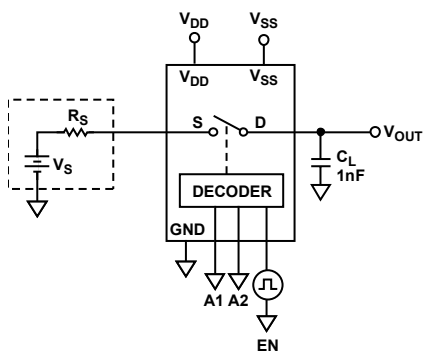 VDD
VSS
VDD
VSS
RS
S
D
VOUT
VS
CL
1nF
DECODER
GND
A1
A2
EN